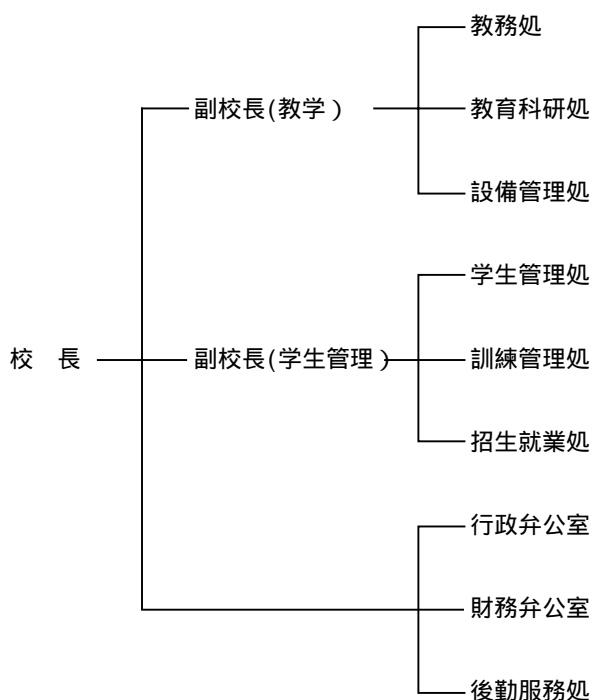 教務処
副校長(教学）
教育科研処
設備管理処
学生管理処
校　長
副校長(学生管理）
訓練管理処
招生就業処
行政弁公室
財務弁公室
後勤服務処